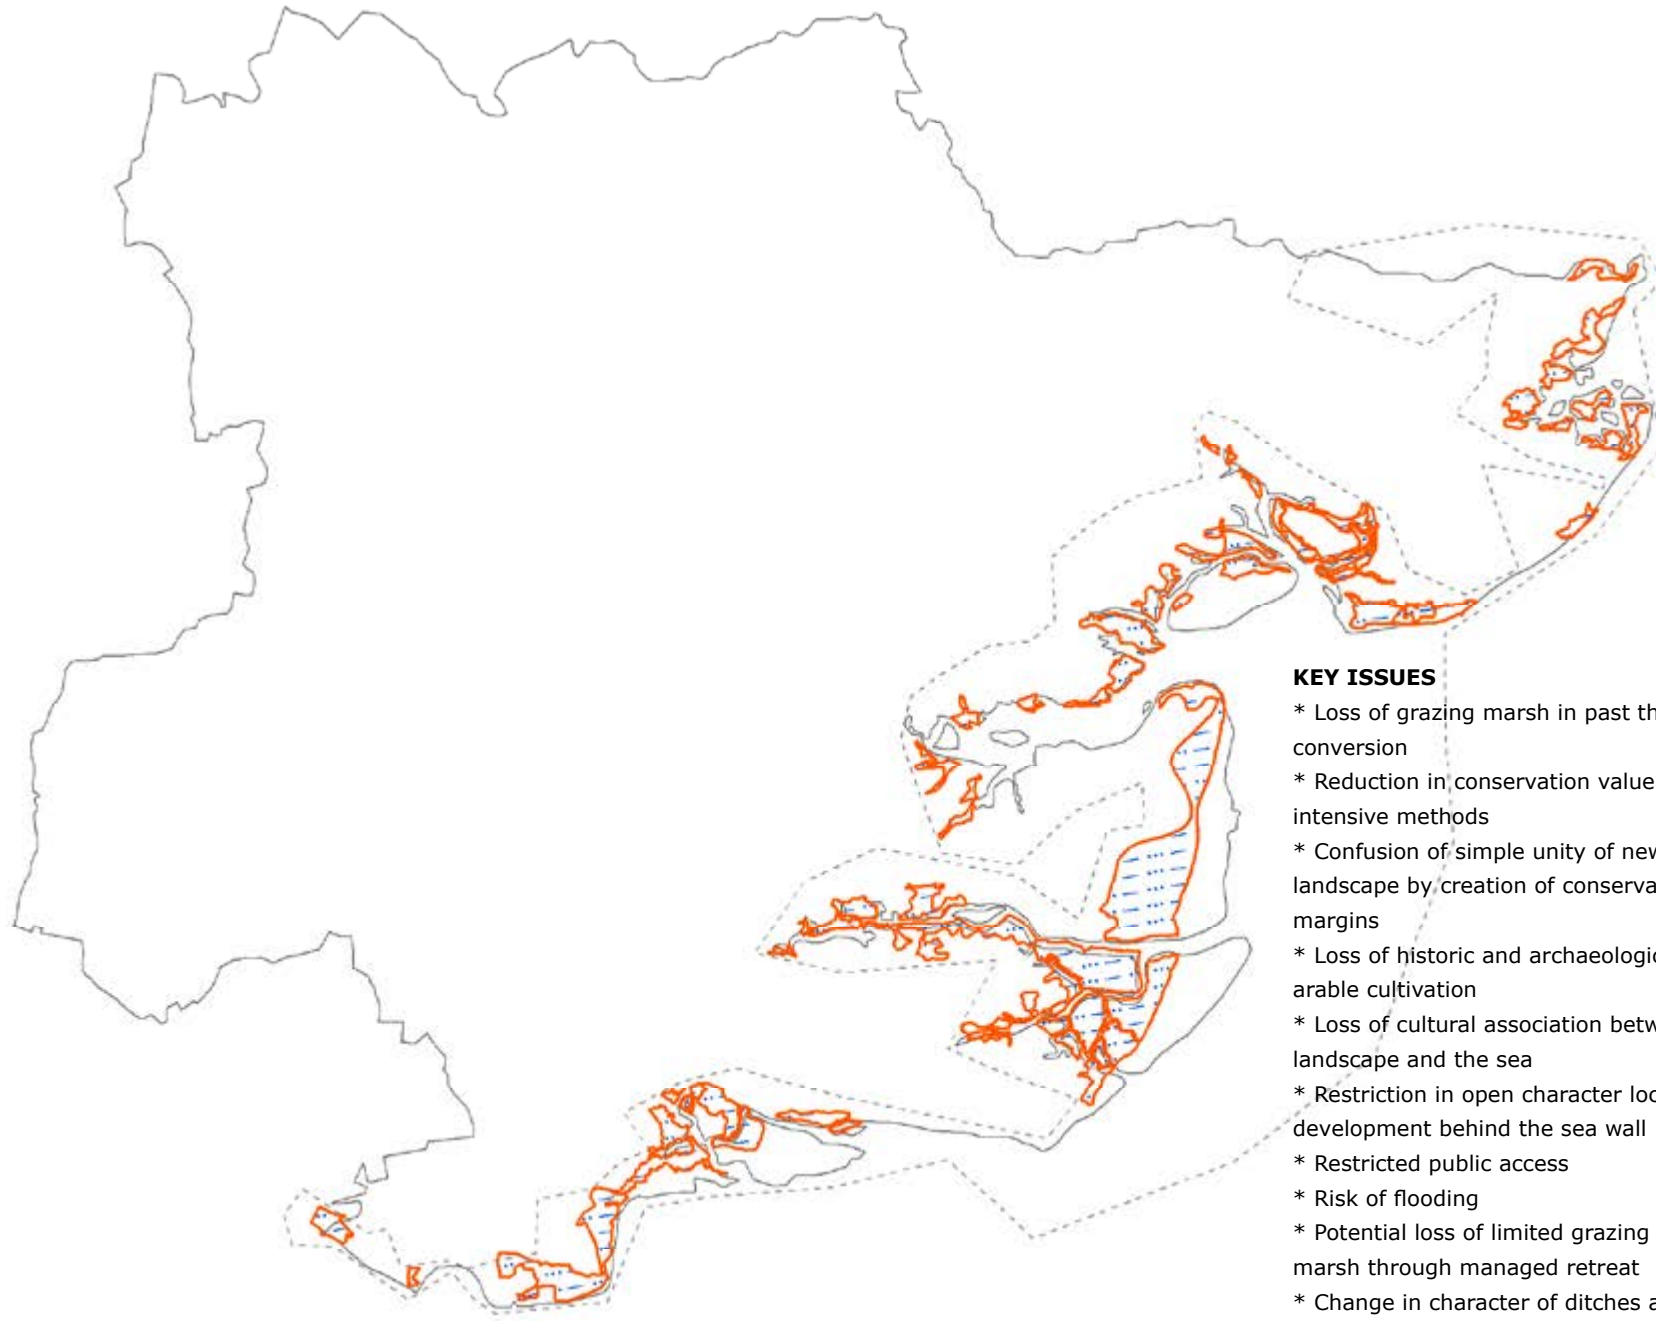 KEY ISSUES
* Loss of grazing marsh in past th
conversion
* Reduction in conservation value
intensive methods
* Confusion of simple unity of new
landscape by creation of conserva
margins
* Loss of historic and archaeologic
arable cultivation
* Loss of cultural association betw
landscape and the sea
* Restriction in open character loc
development behind the sea wall
* Restricted public access
* Risk of flooding
* Potential loss of limited grazing
marsh through managed retreat
* Change in character of ditches a